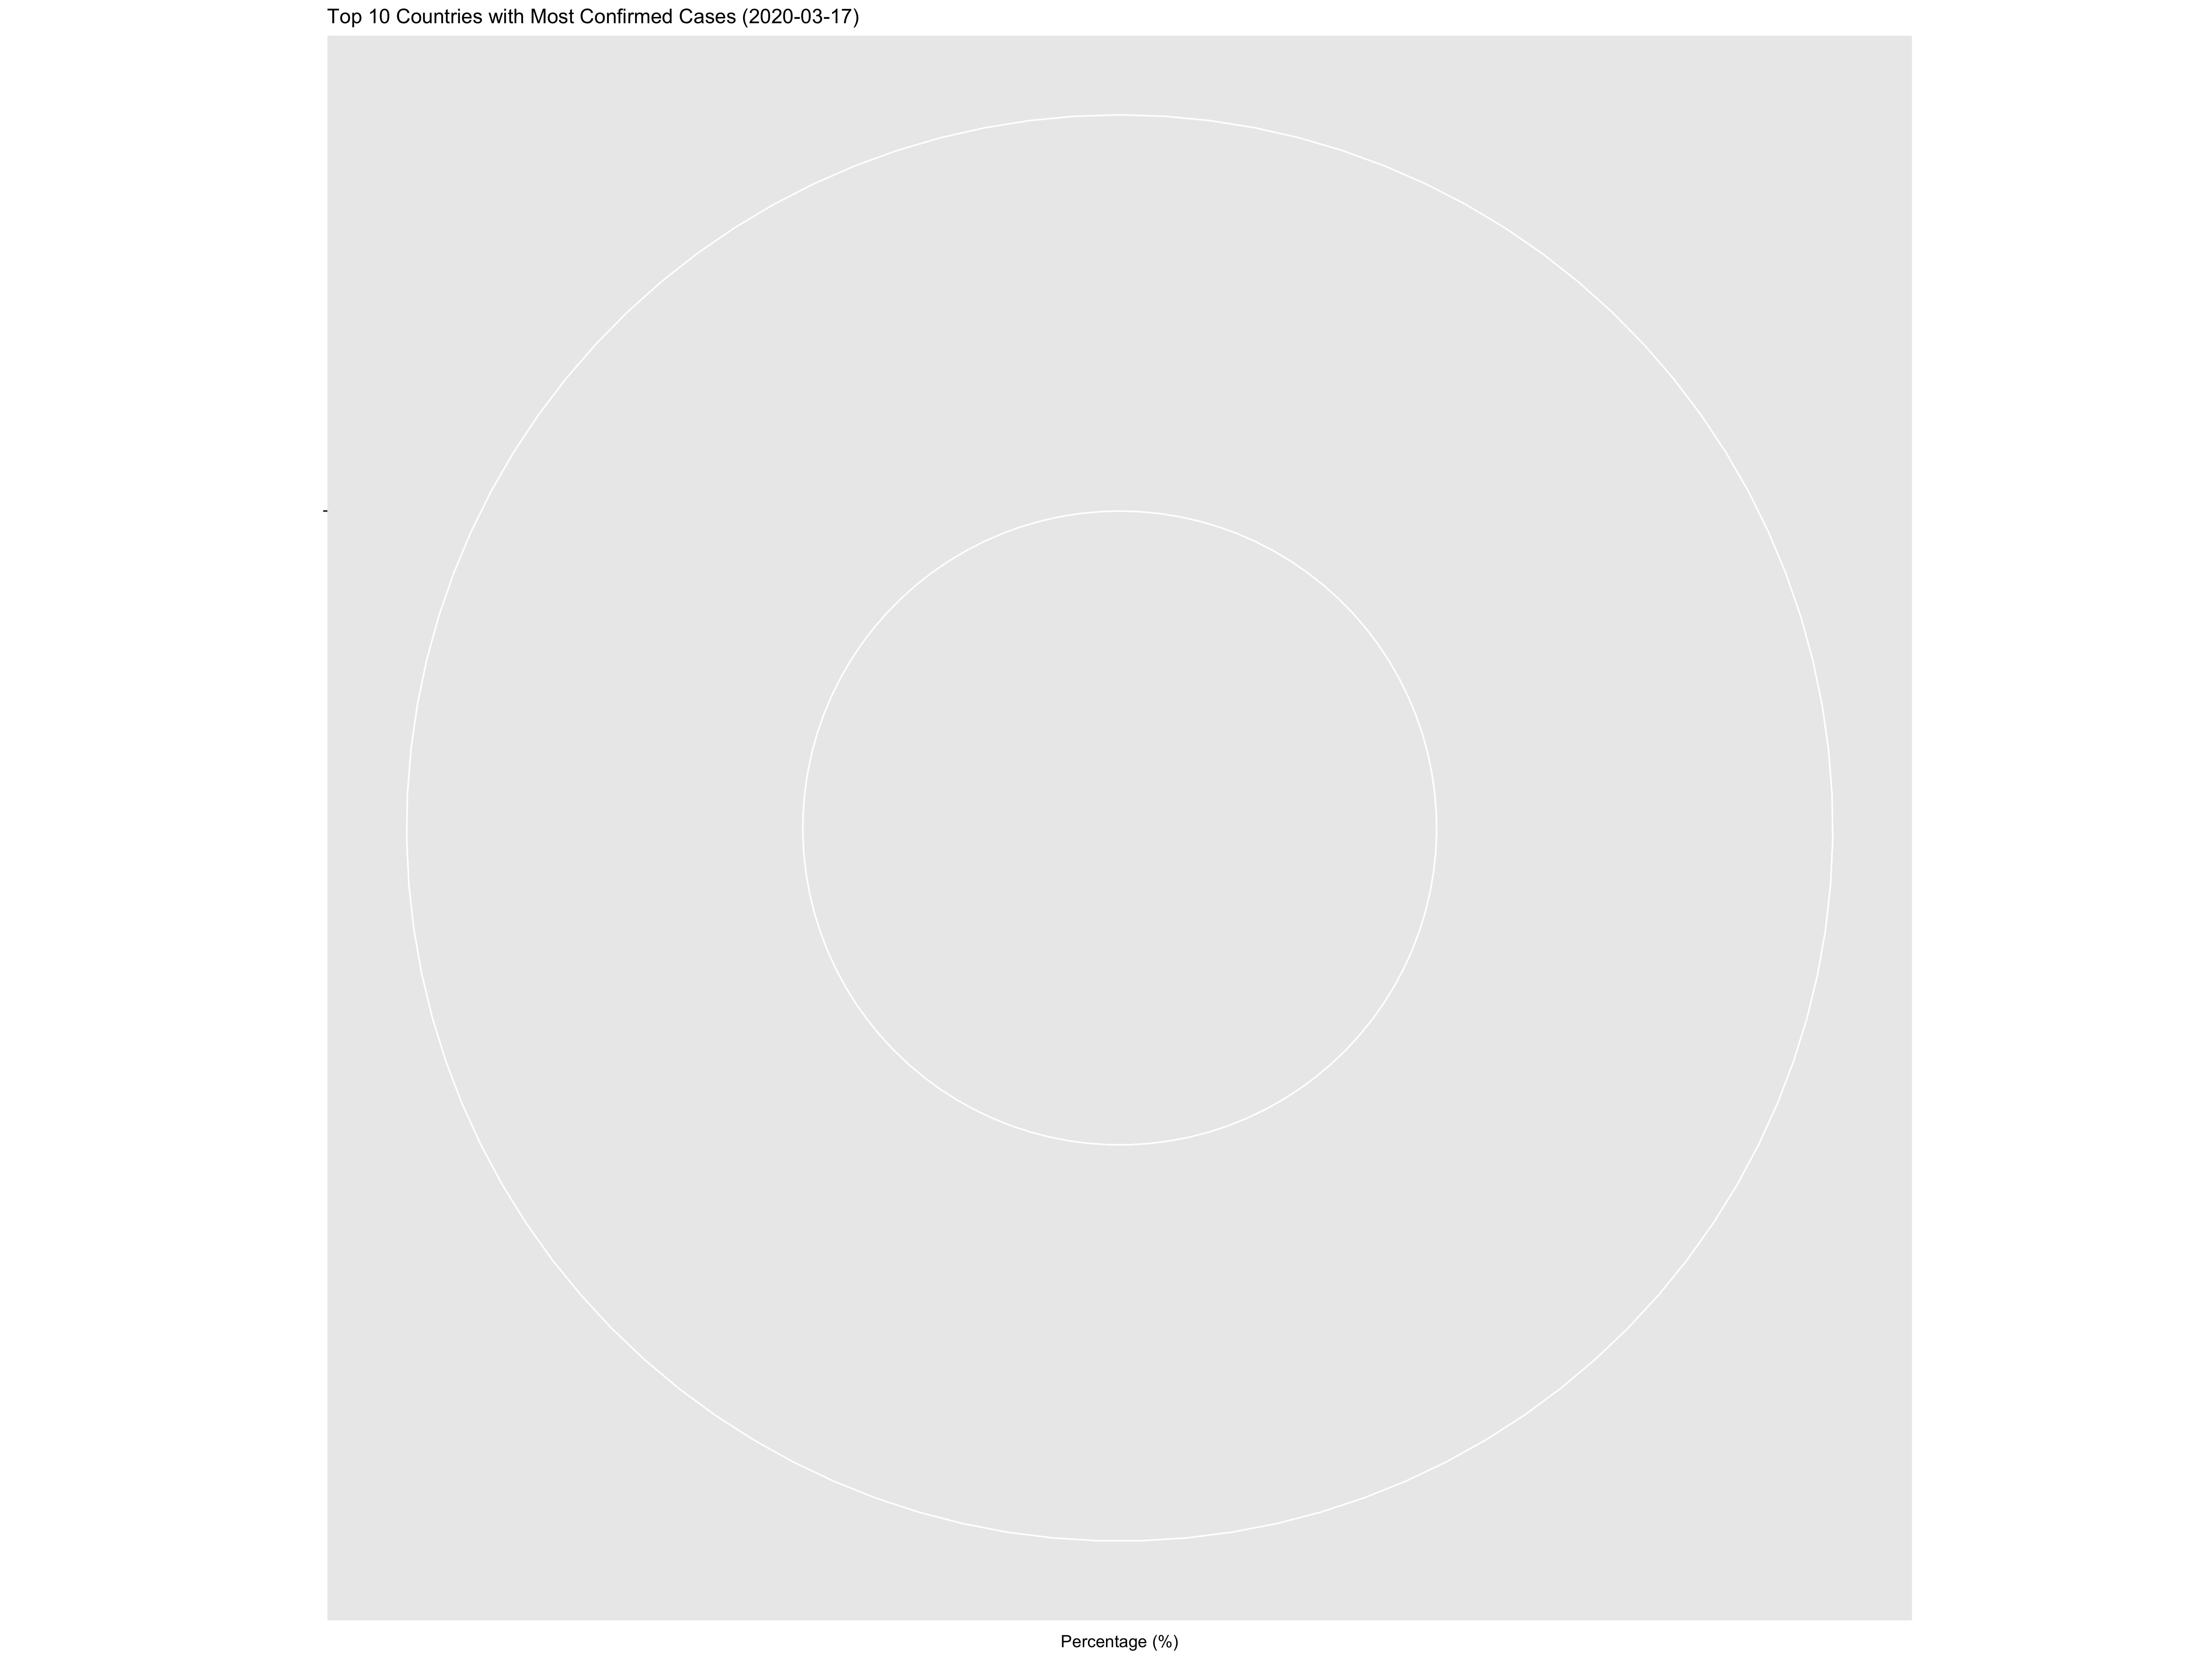 Top 10 Countries with Most Confirmed Cases (2020-03-17)
Percentage (%)